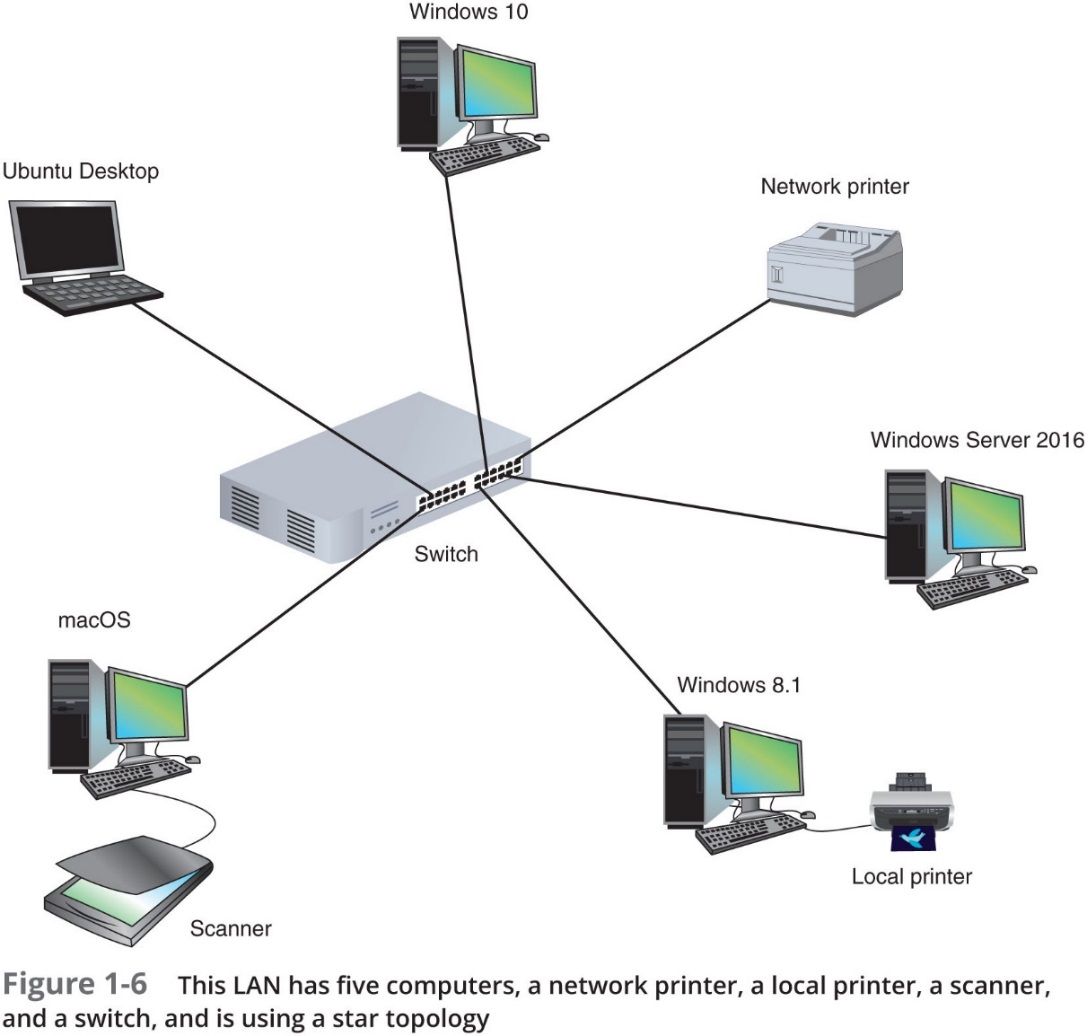 Windows 10
Ubuntu Desktop
Network printer
Windows Server 2016
Switch
macOS
Windows 8.1
Local printer
Scanner
Figure 1-6 This LAN has five computers, a network printer, a local printer, a scanner,
and a switch, and is using a star topology